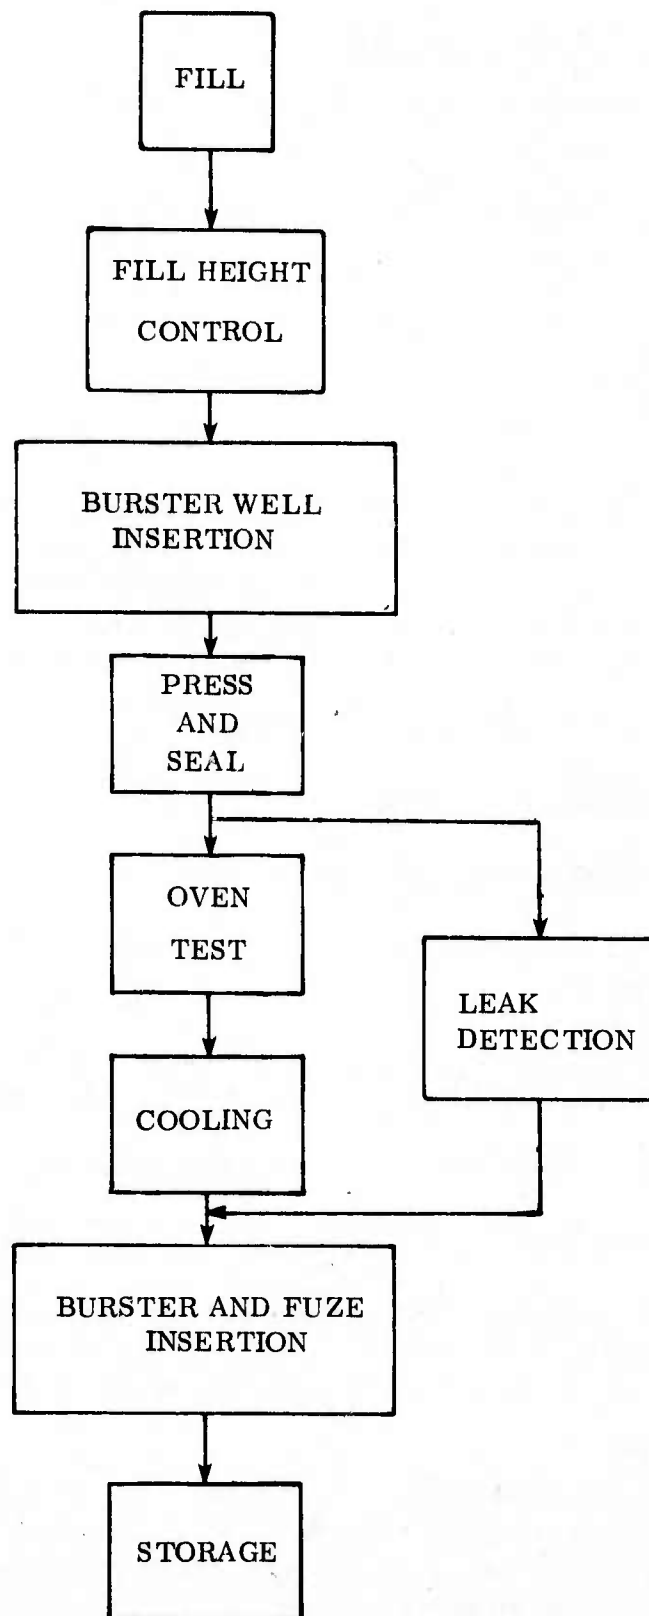 FILL
FILL HEIGHT
CONTROL
BURSTER WELL
INSERTION
PRESS
AND
SEAL
OVEN
TEST
LEAK
DETECTION
COOLING
BURSTER AND FUZE
INSERTION
STORAGE